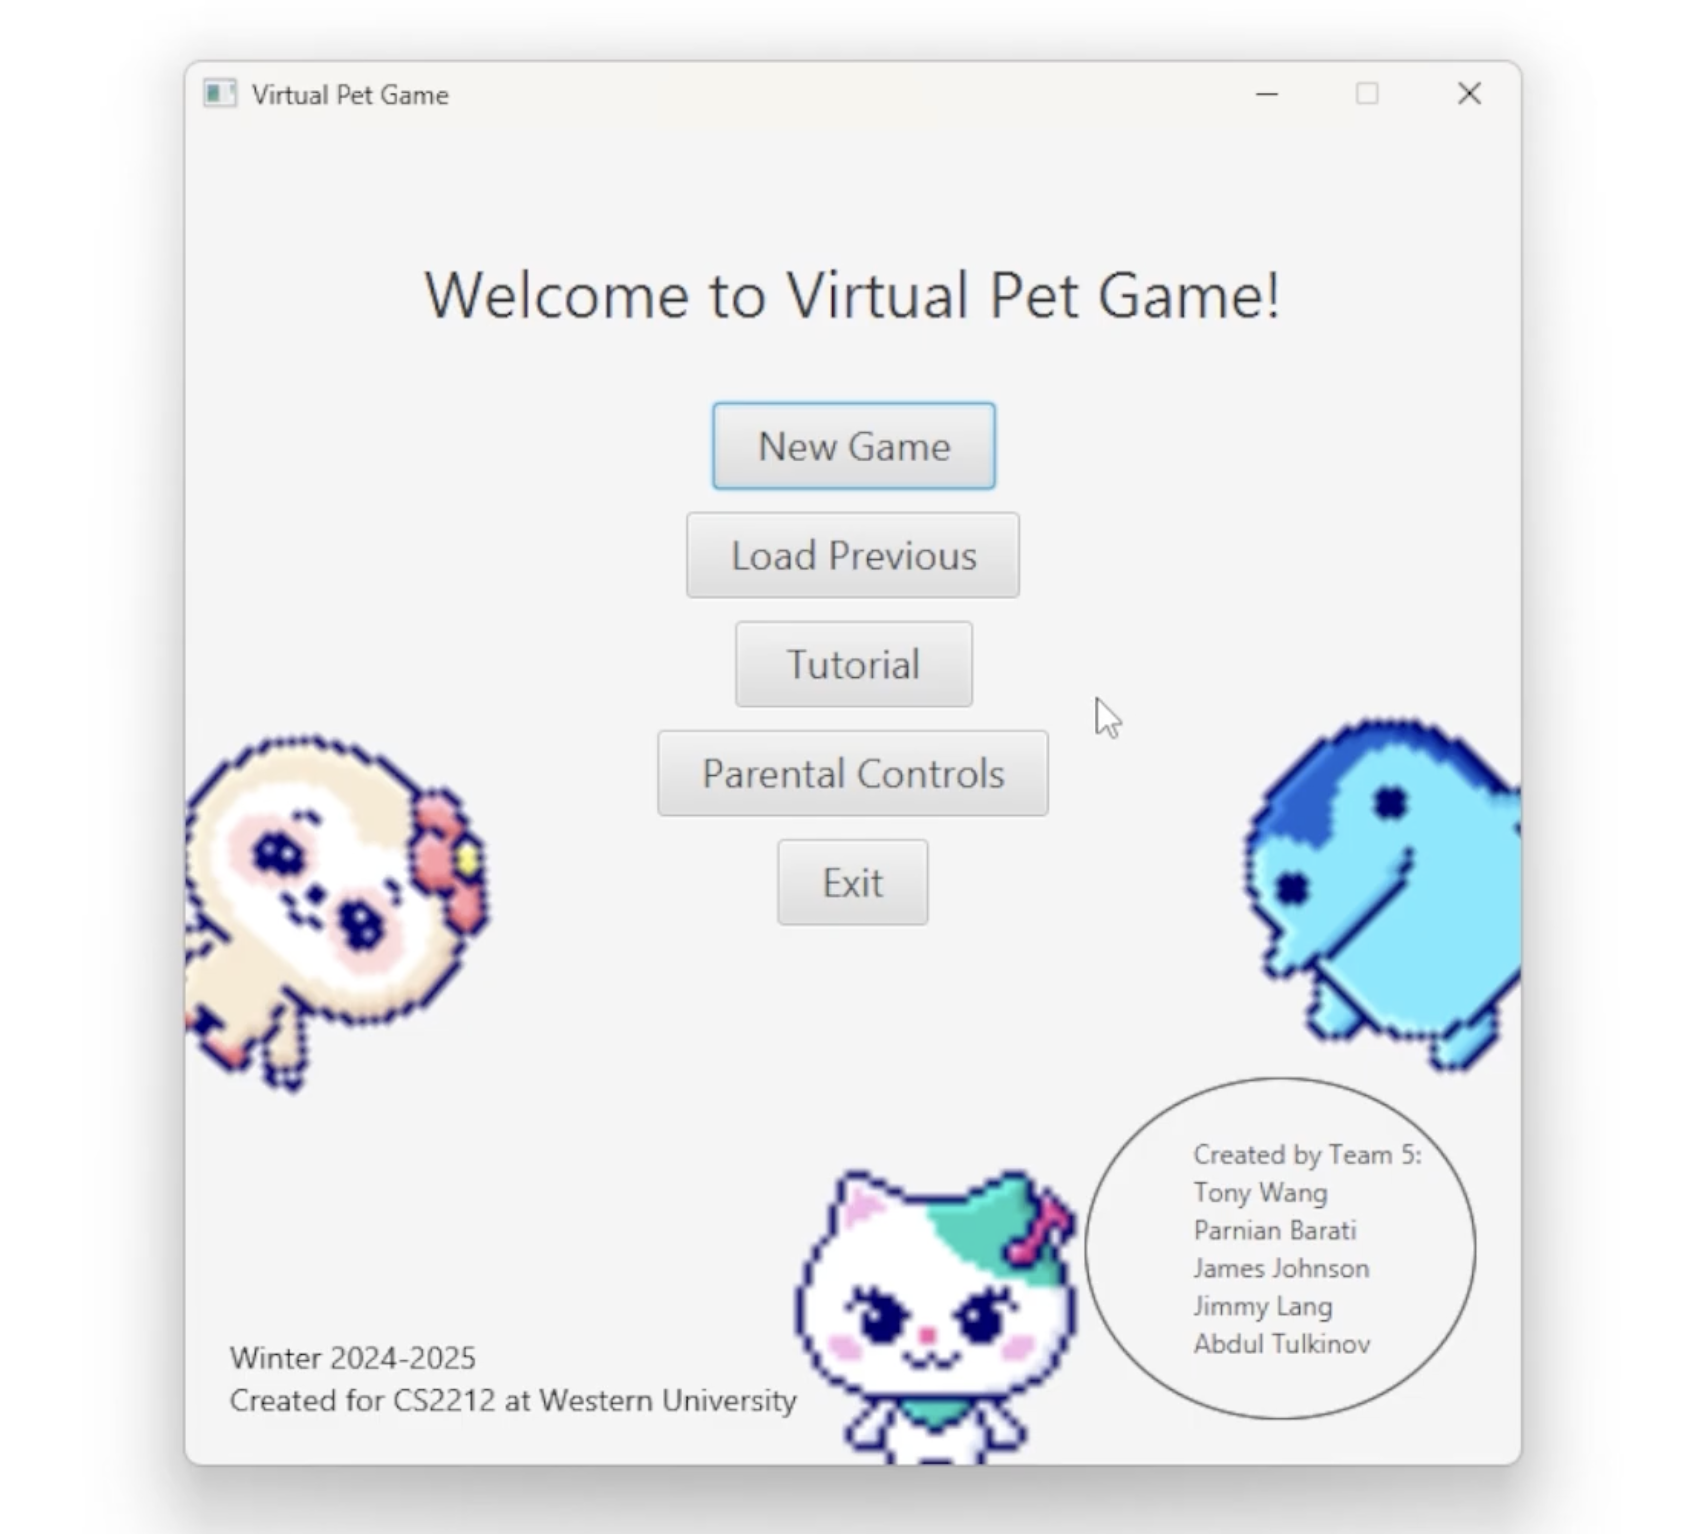 Virtual Pet Game
Welcome to Virtual Pet Game!
New Game
Load Previous
Tutorial
Parental Controls
Exit
Created by Team 5:
Tony Wang
Parnian Barati
James Johnson
Jimmy Lang
Abdul Tulkinov
Winter 2024-2025
Created for CS2212 at Western University